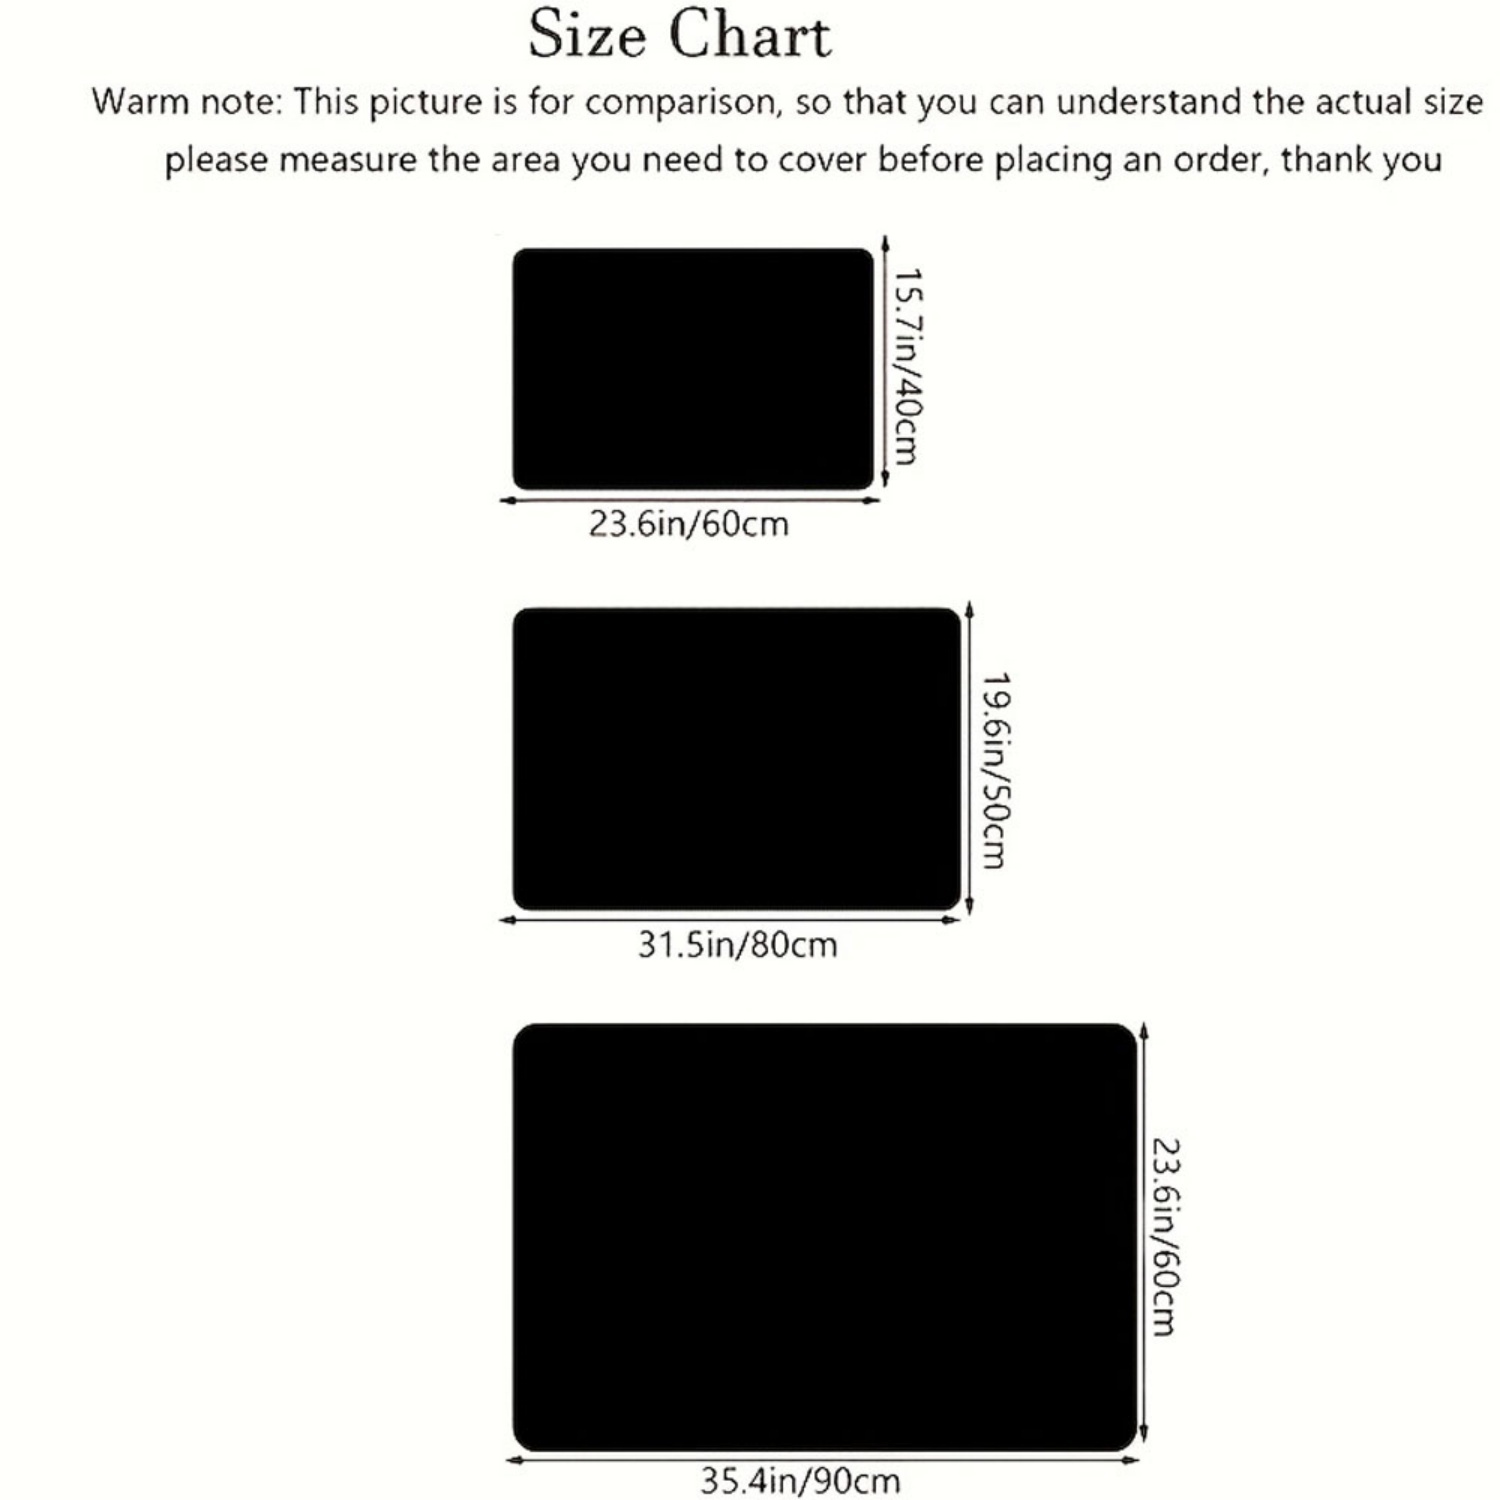 Size Chart
Warm note: This picture is for comparison, so that you can understand the actual size
please measure the area you need to cover before placing an order, thank you
15.7in/40cm
23.6in/60cm
19.6in/50cm
31.5in/80cm
23.6in/60cm
35.4in/90cm